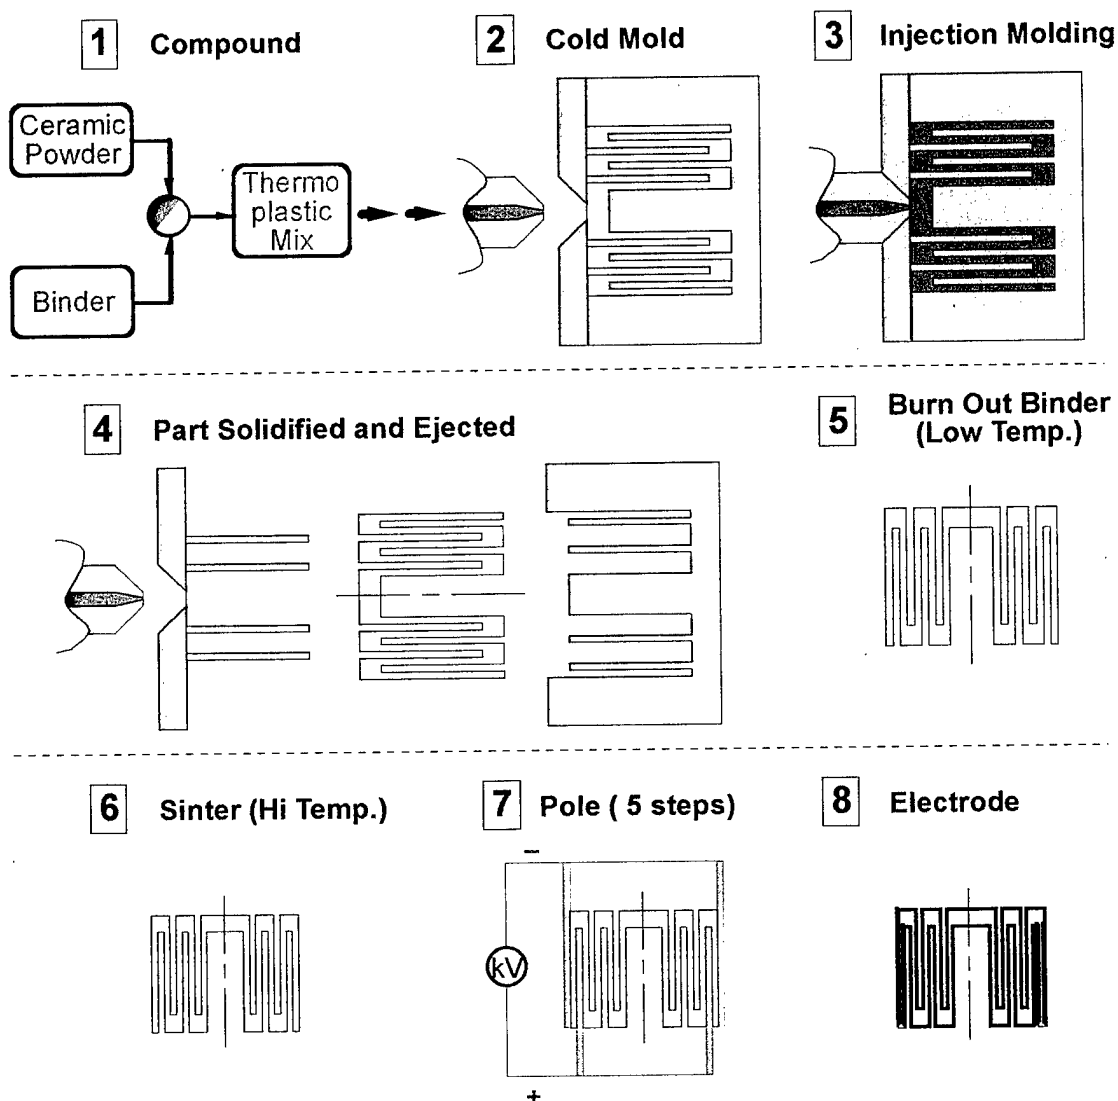 1 Compound
Ceramic
Powder
Binder
Thermo
plastic
Mix
2 Cold Mold
3 Injection Molding
4 Part Solidified and Ejected
5 Burn Out Binder
(Low Temp.)
6 Sinter (Hi Temp.)
7 Pole ( 5 steps)
–
kV
+
8 Electrode